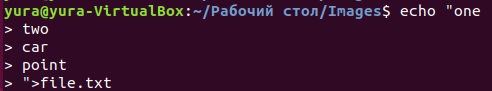 yura@yura-VirtualBox:~/Рабочий стол/Images$ echo "one
> two
> car
> point
> ">file.txt